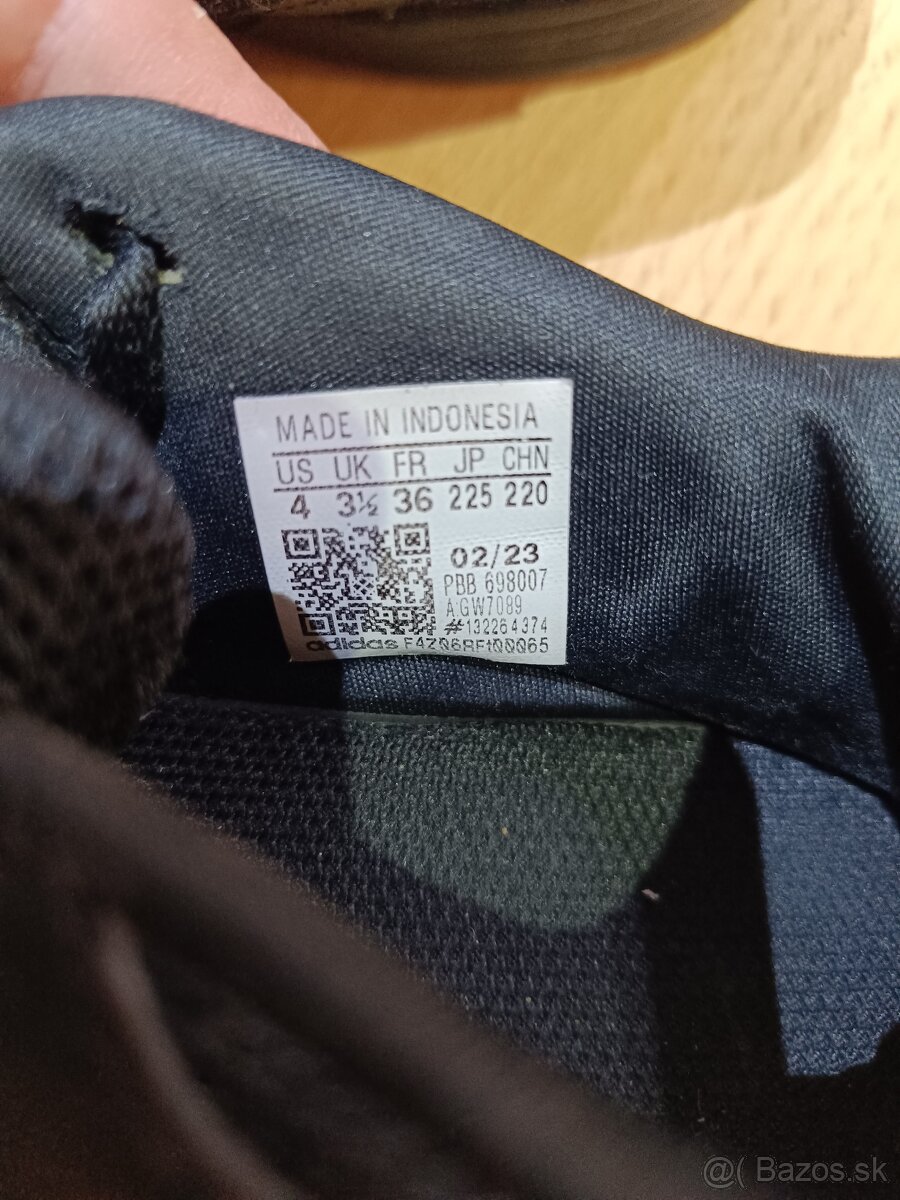 MADE IN INDONESIA
US UK FR JP CHN
4 3½ 36 225 220
02/23
PBB 698007
A GW7089
#132264374
adidas F4Z06RF100065
@( Bazos.sk